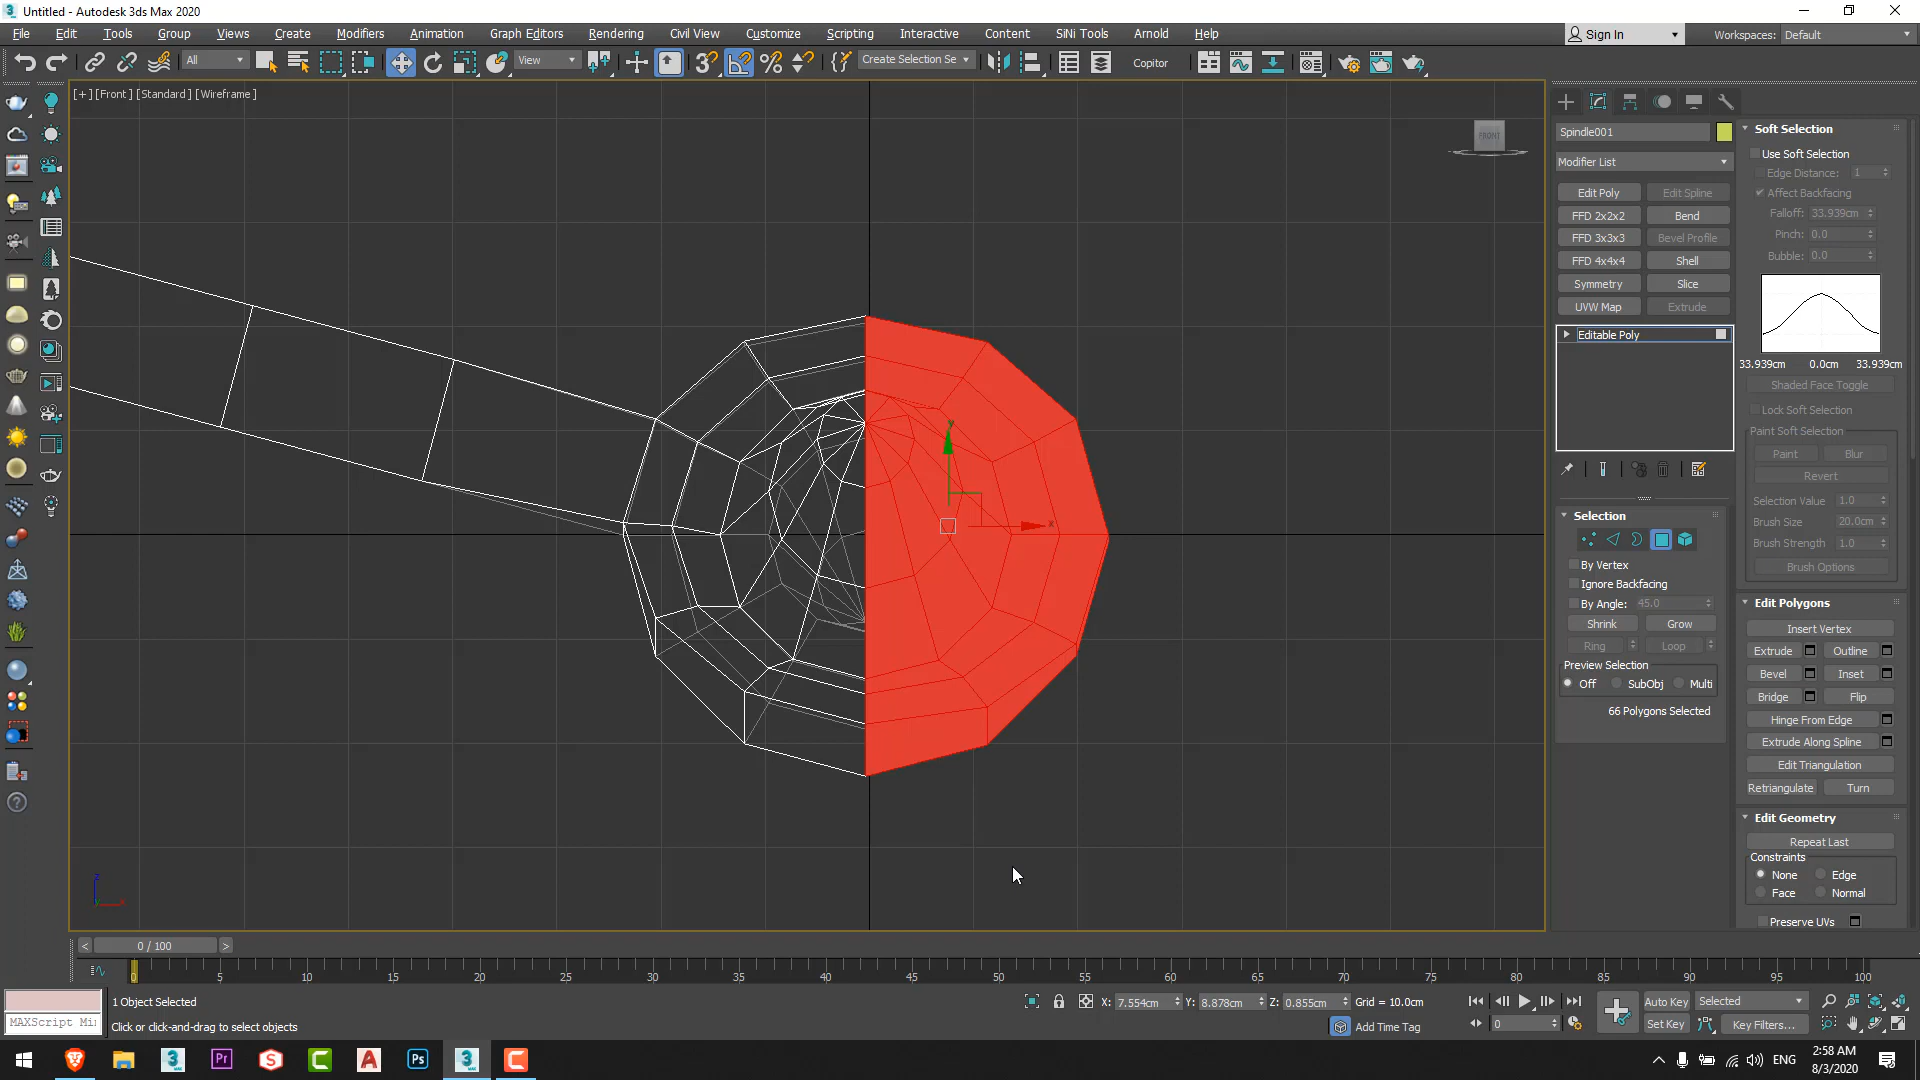 Untitled - Autodesk 3ds Max 2020
File Edit Tools Group Views Create Modifiers Animation Graph Editors Rendering Civil View Customize Scripting Interactive Content SiNi Tools Arnold Help
Sign In Workspaces: Default
All View Create Selection Se Copitor
[+] [Front] [Standard] [Wireframe]
FRONT
y
x
z
x
Spindle001
Modifier List
Edit Poly Edit Spline
FFD 2x2x2 Bend
FFD 3x3x3 Bevel Profile
FFD 4x4x4 Shell
Symmetry Slice
UVW Map Extrude
Editable Poly
Selection
By Vertex
Ignore Backfacing
By Angle: 45.0
Shrink Grow
Ring Loop
Preview Selection
Off SubObj Multi
66 Polygons Selected
Soft Selection
Use Soft Selection
Edge Distance: 1
Affect Backfacing
Falloff: 33.939cm
Pinch: 0.0
Bubble: 0.0
33.939cm 0.0cm 33.939cm
Shaded Face Toggle
Lock Soft Selection
Paint Soft Selection
Paint Blur
Revert
Selection Value 1.0
Brush Size 20.0cm
Brush Strength 1.0
Brush Options
Edit Polygons
Insert Vertex
Extrude Outline
Bevel Inset
Bridge Flip
Hinge From Edge
Extrude Along Spline
Edit Triangulation
Retriangulate Turn
Edit Geometry
Repeat Last
Constraints
None Edge
Face Normal
Preserve UVs
< 0 / 100 >
0 5 10 15 20 25 30 35 40 45 50 55 60 65 70 75 80 85 90 95 100
1 Object Selected X: 7.554cm Y: 8.878cm Z: 0.855cm Grid = 10.0cm Auto Key Selected
MAXScript Mi Click or click-and-drag to select objects Add Time Tag 0 Set Key Key Filters...
Pr Ps ENG 2:58 AM
8/3/2020